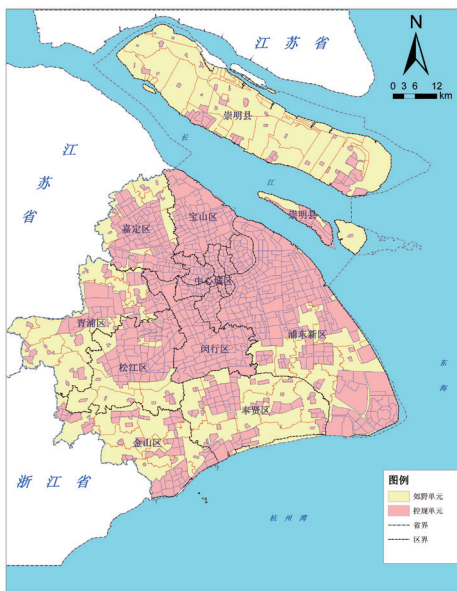 江苏省
N
0 3 6 12
km
崇明县
长
江
江
苏
省
崇明县
宝山区
嘉定区
中心城区
青浦区
浦东新区
松江区
闵行区
东
海
奉贤区
金山区
浙江省
杭州湾
图例
郊野单元
控规单元
省界
区界